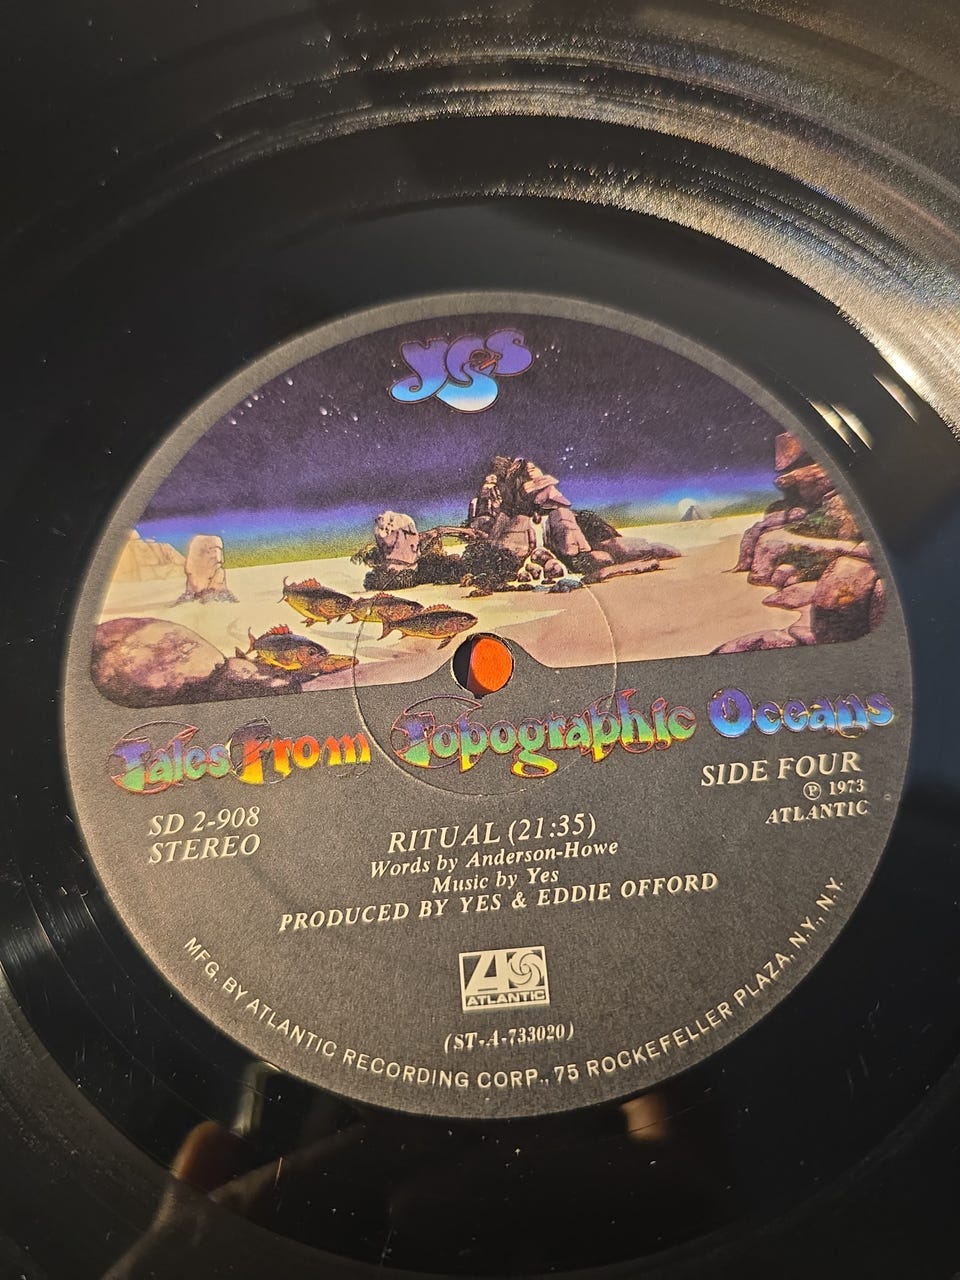 yes
Tales From Topographic Oceans
SIDE FOUR
Ⓟ 1973
ATLANTIC
SD 2-908
STEREO
RITUAL (21:35)
Words by Anderson-Howe
Music by Yes
PRODUCED BY YES & EDDIE OFFORD
ATLANTIC
(ST-A-733020)
MFG. BY ATLANTIC RECORDING CORP., 75 ROCKEFELLER PLAZA, N.Y., N.Y.